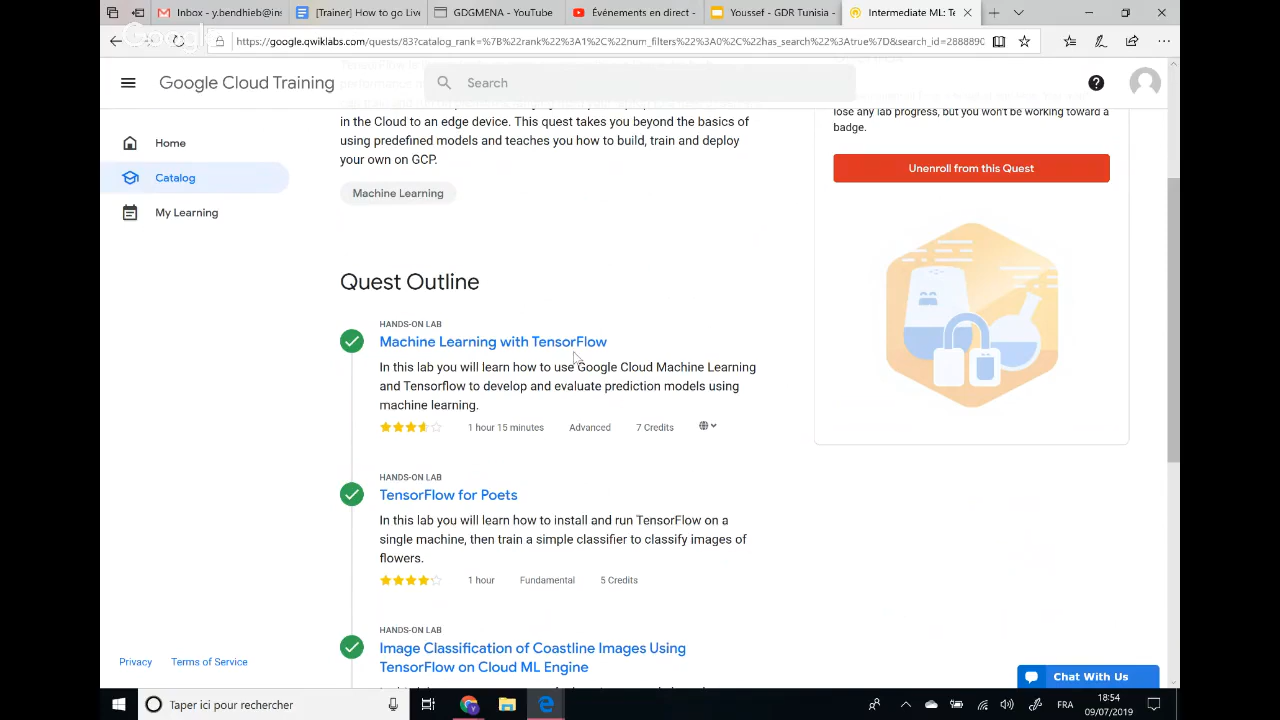 Inbox - y.bendhieb@ins
[Trainer] How to go Live
GDGMENA - YouTube
Événements en direct -
Youssef - GDR Tunisia -
Intermediate ML: Te
https://google.qwiklabs.com/quests/83?catalog_rank=%7B%22rank%22%3A1%2C%22num_filters%22%3A0%2C%22has_search%22%3Atrue%7D&search_id=2888890
Google Cloud Training
Search
Home
Catalog
My Learning
in the Cloud to an edge device. This quest takes you beyond the basics of
using predefined models and teaches you how to build, train and deploy
your own on GCP.
Machine Learning
lose any lab progress, but you won't be working toward a
badge.
Unenroll from this Quest
Quest Outline
HANDS-ON LAB
Machine Learning with TensorFlow
In this lab you will learn how to use Google Cloud Machine Learning
and Tensorflow to develop and evaluate prediction models using
machine learning.
1 hour 15 minutes Advanced 7 Credits
HANDS-ON LAB
TensorFlow for Poets
In this lab you will learn how to install and run TensorFlow on a
single machine, then train a simple classifier to classify images of
flowers.
1 hour Fundamental 5 Credits
HANDS-ON LAB
Image Classification of Coastline Images Using
TensorFlow on Cloud ML Engine
Privacy Terms of Service
Chat With Us
Taper ici pour rechercher
FRA
18:54
09/07/2019